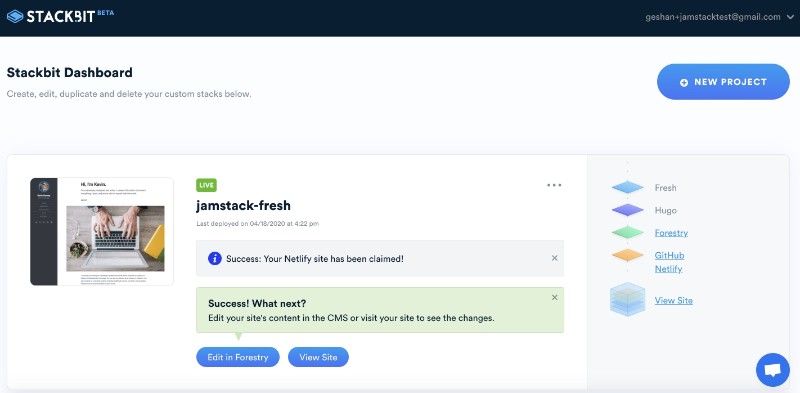 STACKBIT BETA
geshan+jamstacktest@gmail.com
Stackbit Dashboard
Create, edit, duplicate and delete your custom stacks below.
NEW PROJECT
LIVE
jamstack-fresh
Last deployed on 04/18/2020 at 4:22 pm
Success: Your Netlify site has been claimed!
Success! What next?
Edit your site's content in the CMS or visit your site to see the changes.
Edit in Forestry
View Site
Hi, I'm Kevin.
Fresh
Hugo
Forestry
GitHub
Netlify
View Site